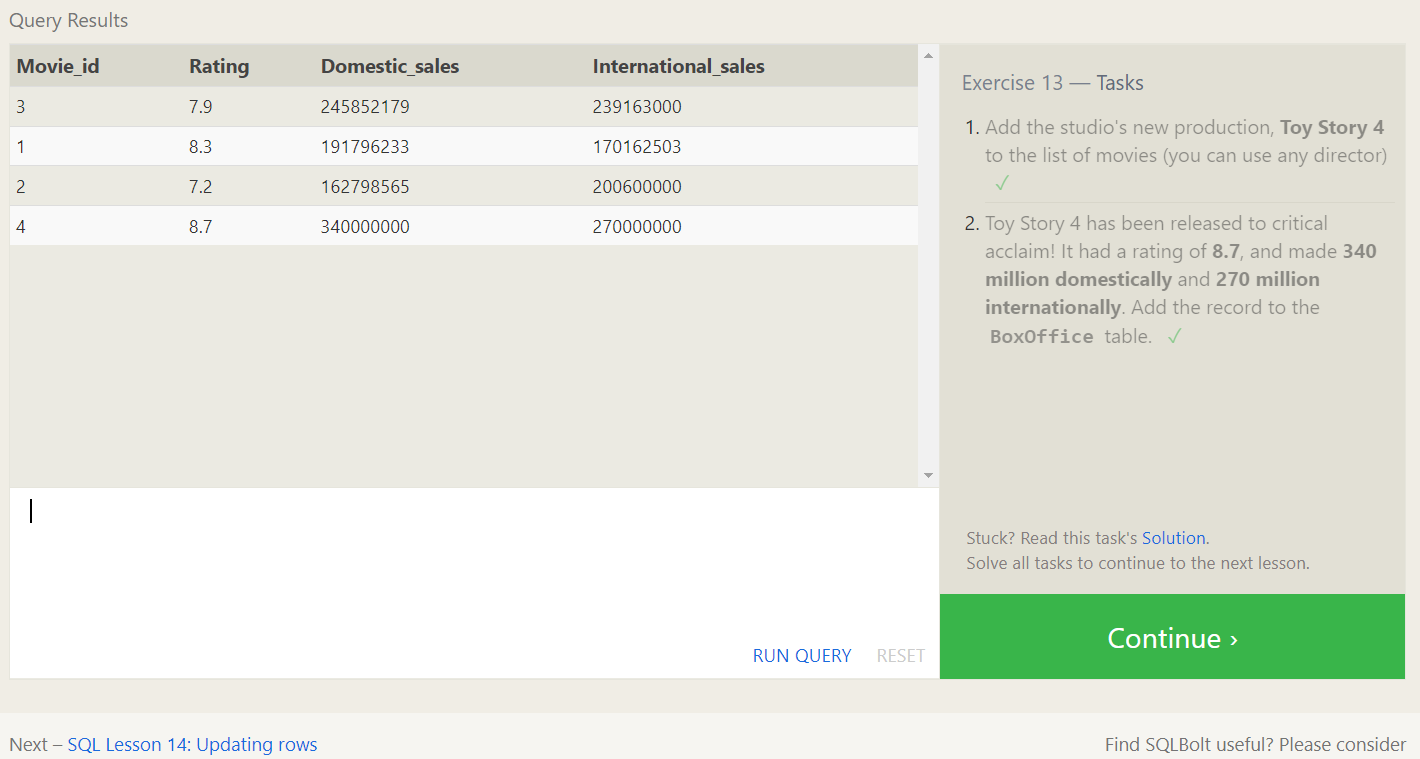 Query Results
Movie_id Rating Domestic_sales International_sales
3 7.9 245852179 239163000
1 8.3 191796233 170162503
2 7.2 162798565 200600000
4 8.7 340000000 270000000
RUN QUERY RESET
Exercise 13 — Tasks
1. Add the studio's new production, Toy Story 4
to the list of movies (you can use any director)
✓
2. Toy Story 4 has been released to critical
acclaim! It had a rating of 8.7, and made 340
million domestically and 270 million
internationally. Add the record to the
BoxOffice table. ✓
Stuck? Read this task's Solution.
Solve all tasks to continue to the next lesson.
Continue ›
Next – SQL Lesson 14: Updating rows
Find SQLBolt useful? Please consider